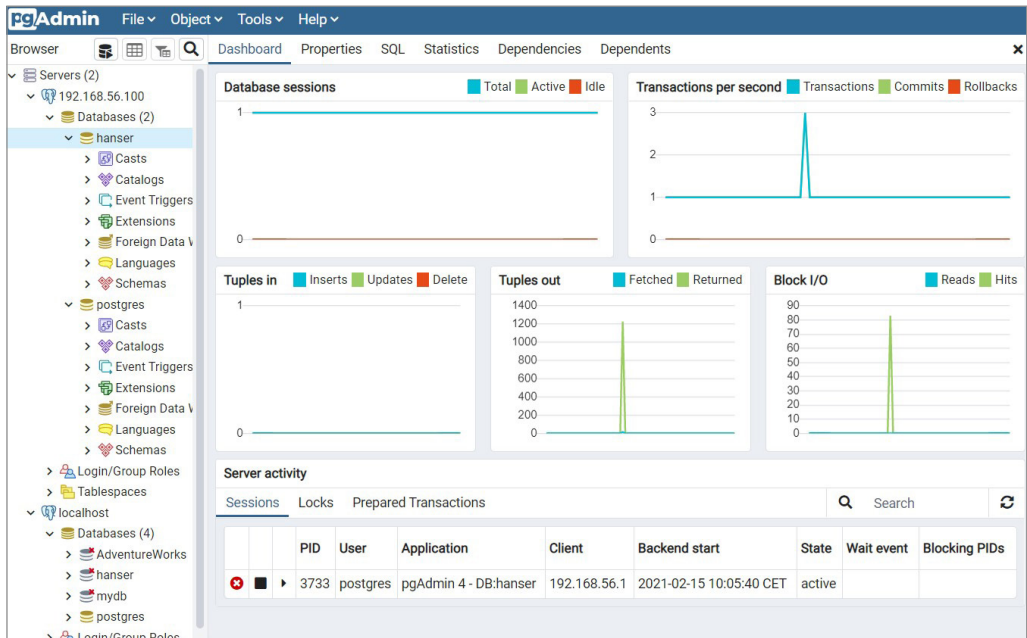 pgAdmin File Object Tools Help
Browser
Dashboard Properties SQL Statistics Dependencies Dependents
Servers (2)
192.168.56.100
Databases (2)
hanser
Casts
Catalogs
Event Triggers
Extensions
Foreign Data W
Languages
Schemas
postgres
Casts
Catalogs
Event Triggers
Extensions
Foreign Data W
Languages
Schemas
Login/Group Roles
Tablespaces
localhost
Databases (4)
AdventureWorks
hanser
mydb
postgres
Login/Group Roles
Database sessions Total Active Idle
1
0
Transactions per second Transactions Commits Rollbacks
3
2
1
0
Tuples in Inserts Updates Delete
1
0
Tuples out Fetched Returned
1400
1200
1000
800
600
400
200
0
Block I/O Reads Hits
90
80
70
60
50
40
30
20
10
0
Server activity
Sessions Locks Prepared Transactions Search
PID User Application Client Backend start State Wait event Blocking PIDs
3733 postgres pgAdmin 4 - DB:hanser 192.168.56.1 2021-02-15 10:05:40 CET active